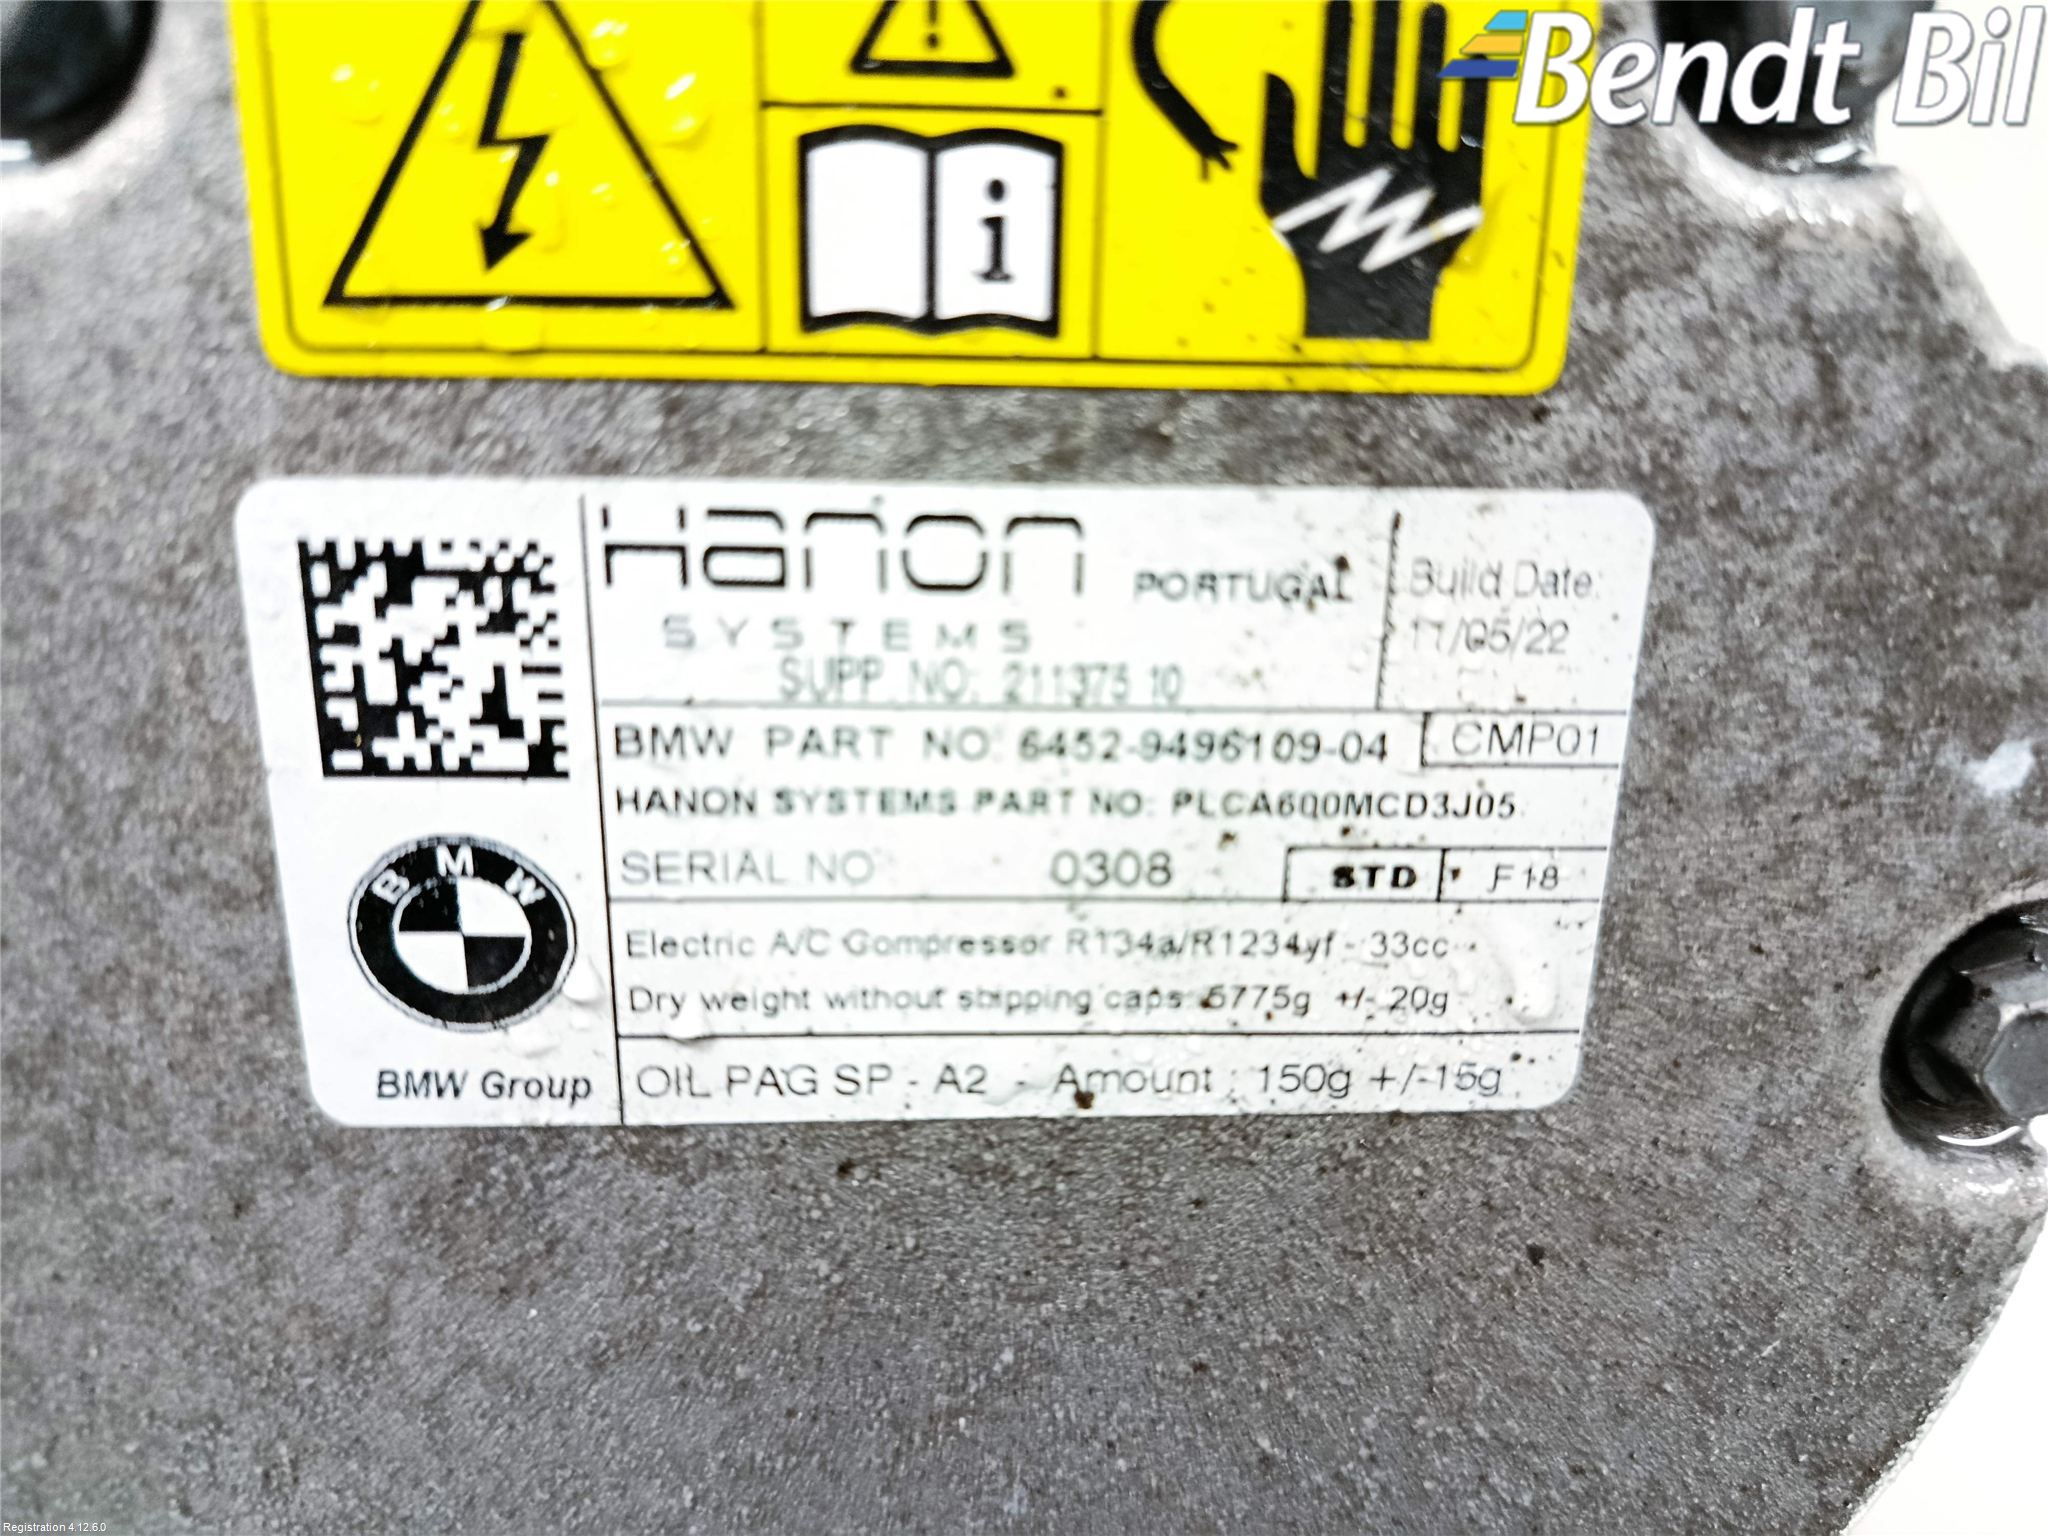 Bendt Bil
i
Hanon
PORTUGAL
Build Date:
SYSTEMS
11/05/22
SUPP. NO: 211375 10
BMW PART NO: 6452-9496109-04 CMP01
HANON SYSTEMS PART NO: PLCA600MCD3J05
SERIAL NO 0308 STD F18
BMW
Electric A/C Compressor R134a/R1234yf - 33cc
Dry weight without shipping caps: 5775g +/- 20g
BMW Group
OIL PAG SP - A2 - Amount : 150g +/-15g
Registration 4.12.6.0